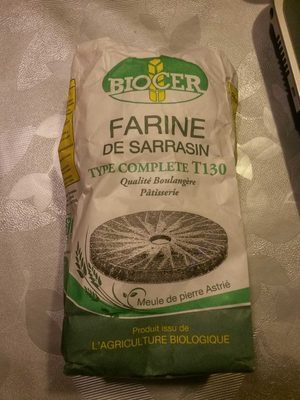 BIOCER
FARINE
DE SARRASIN
TYPE COMPLETE T130
Qualité Boulangère
Pâtisserie
Meule de pierre Astrié
Produit issu de
L'AGRICULTURE BIOLOGIQUE